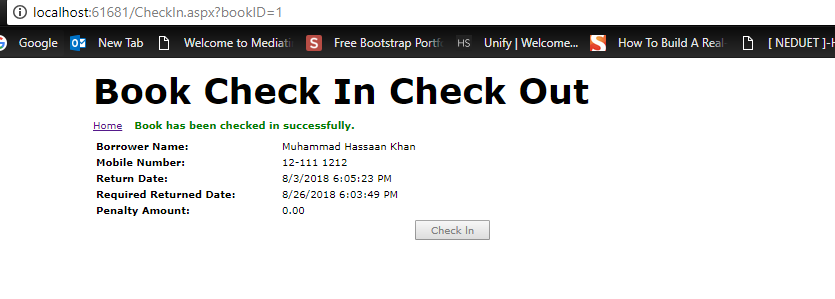 localhost:61681/CheckIn.aspx?bookID=1
Google New Tab Welcome to Mediati Free Bootstrap Portf Unify | Welcome... How To Build A Real [ NEDUET ]-H
Book Check In Check Out
Home Book has been checked in successfully.
Borrower Name: Muhammad Hassaan Khan
Mobile Number: 12-111 1212
Return Date: 8/3/2018 6:05:23 PM
Required Returned Date: 8/26/2018 6:03:49 PM
Penalty Amount: 0.00
Check In